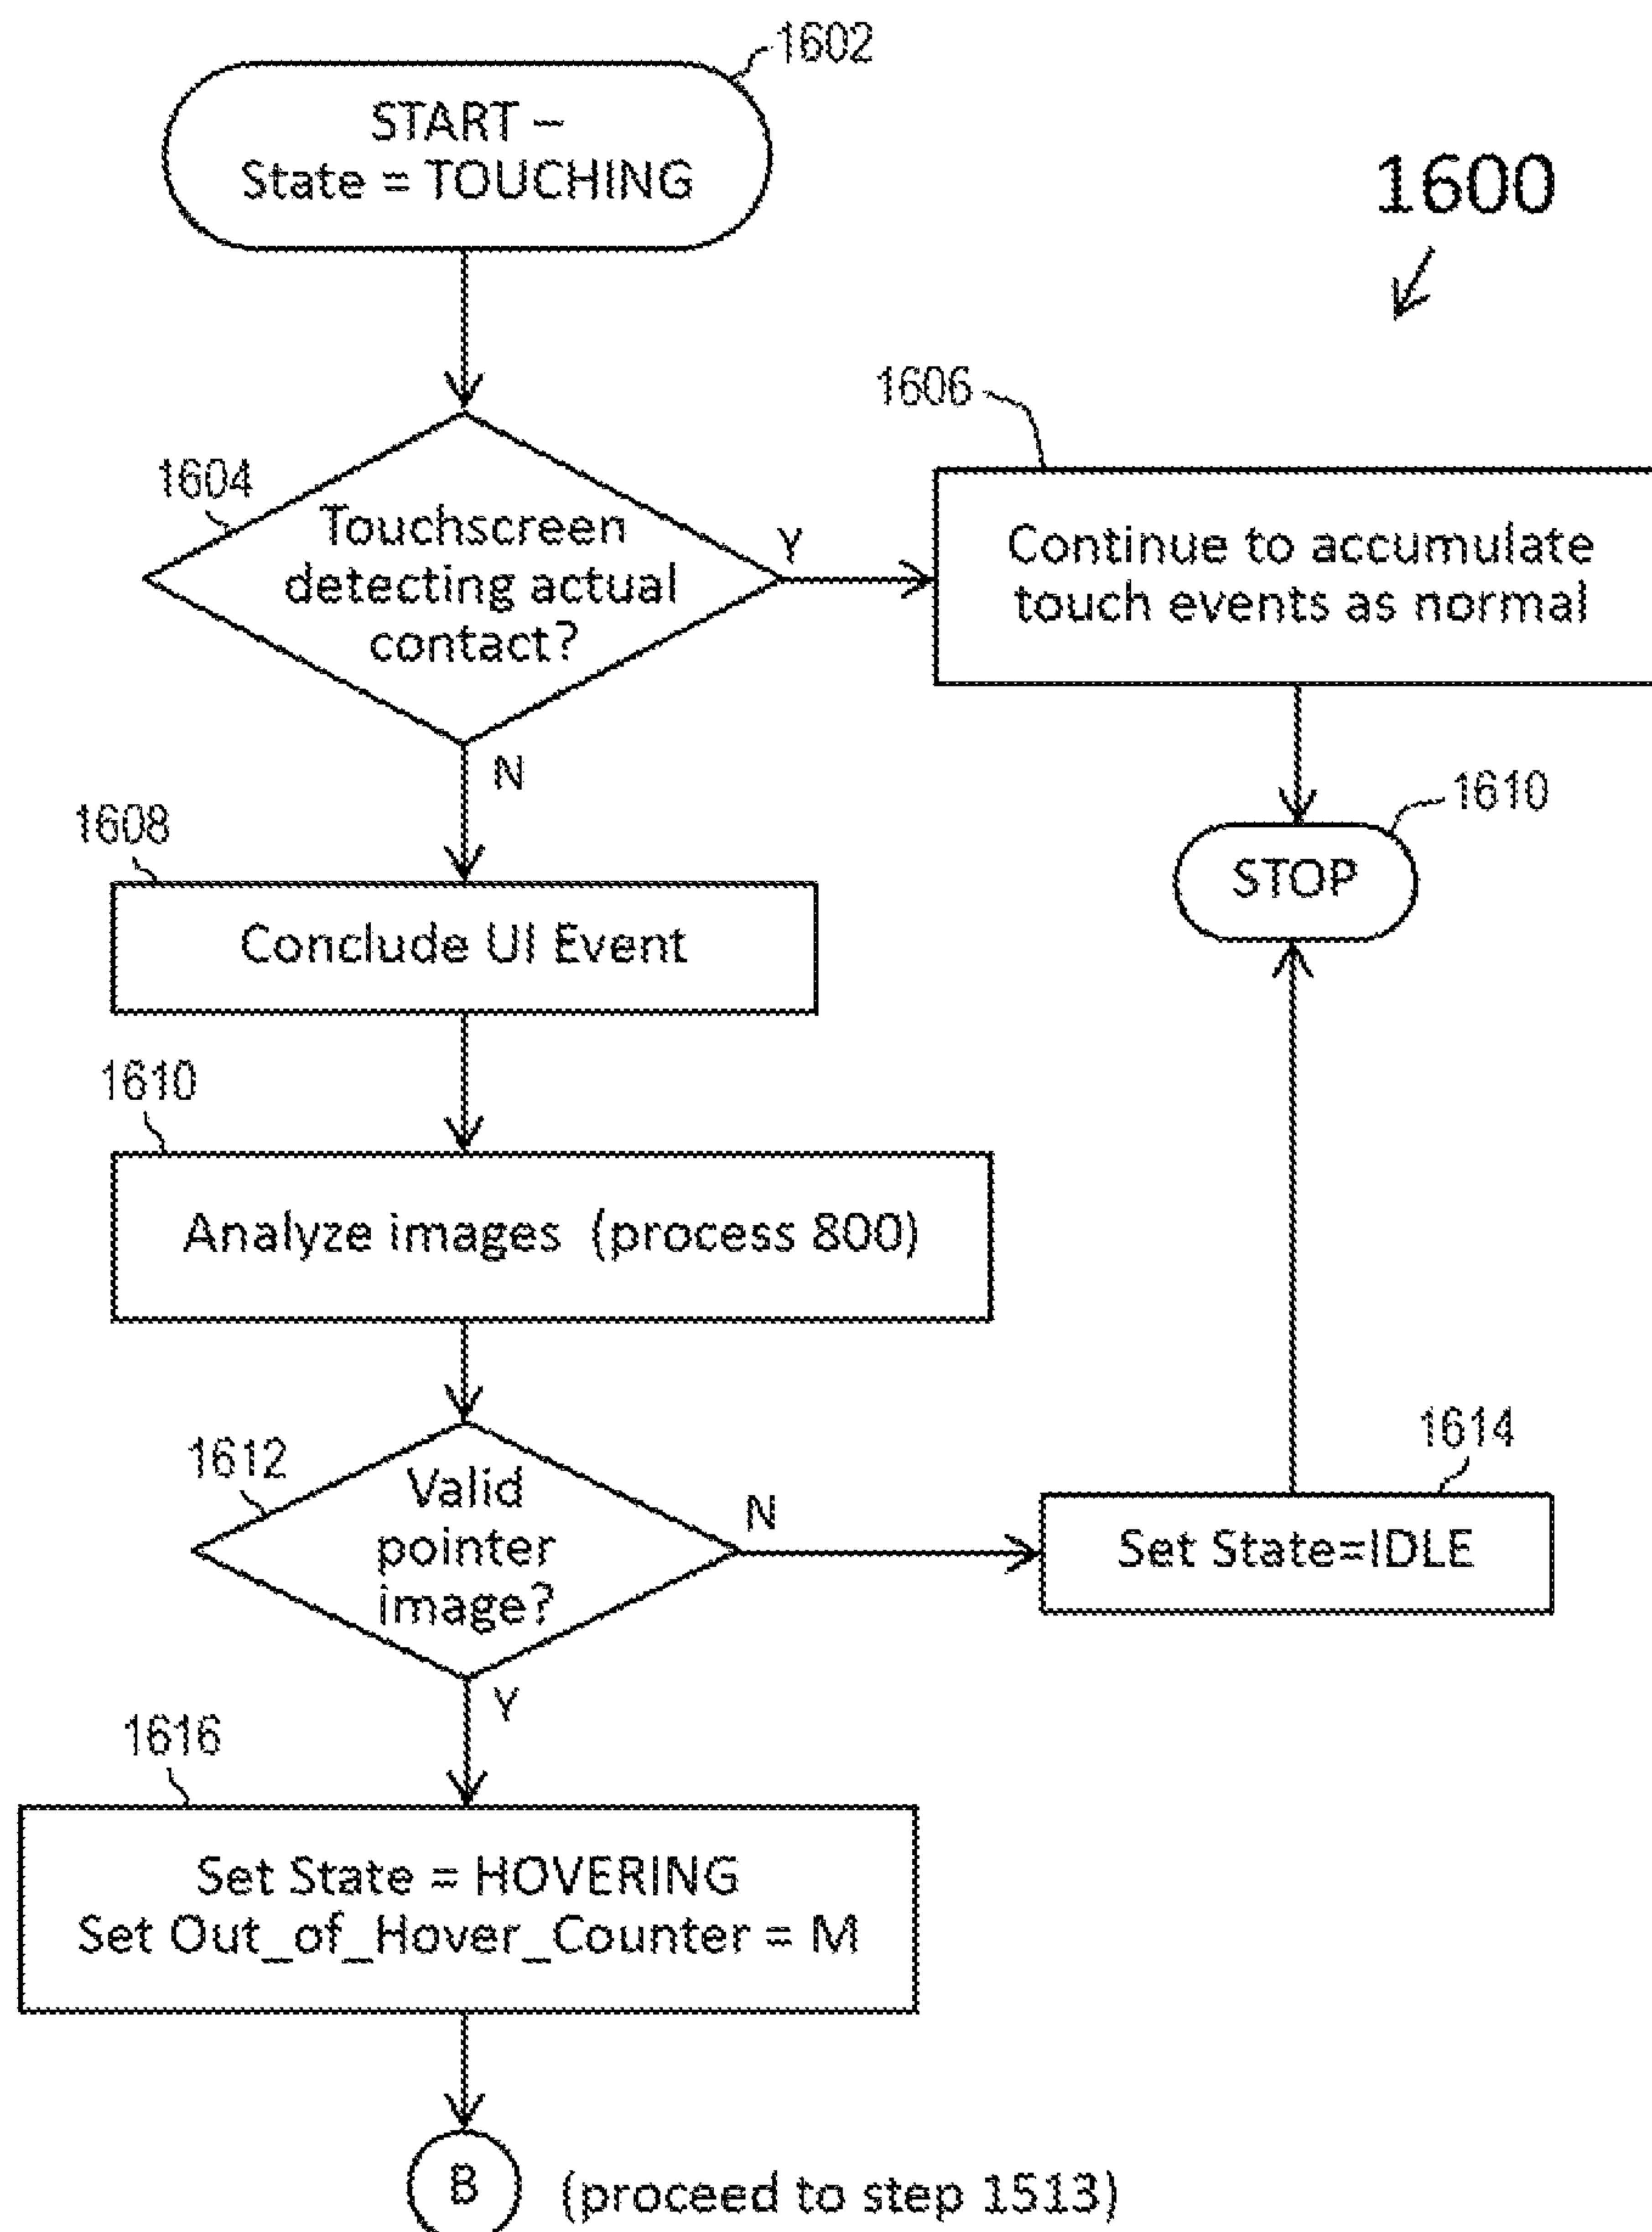 1602
START –
State = TOUCHING
1600
1606
1604
Touchscreen
detecting actual
contact?
Y
Continue to accumulate
touch events as normal
N
1610
STOP
1608
Conclude UI Event
1610
Analyze images (process 800)
1612
Valid
pointer
image?
N
1614
Set State=IDLE
Y
1616
Set State = HOVERING
Set Out_of_Hover_Counter = M
B
(proceed to step 1513)